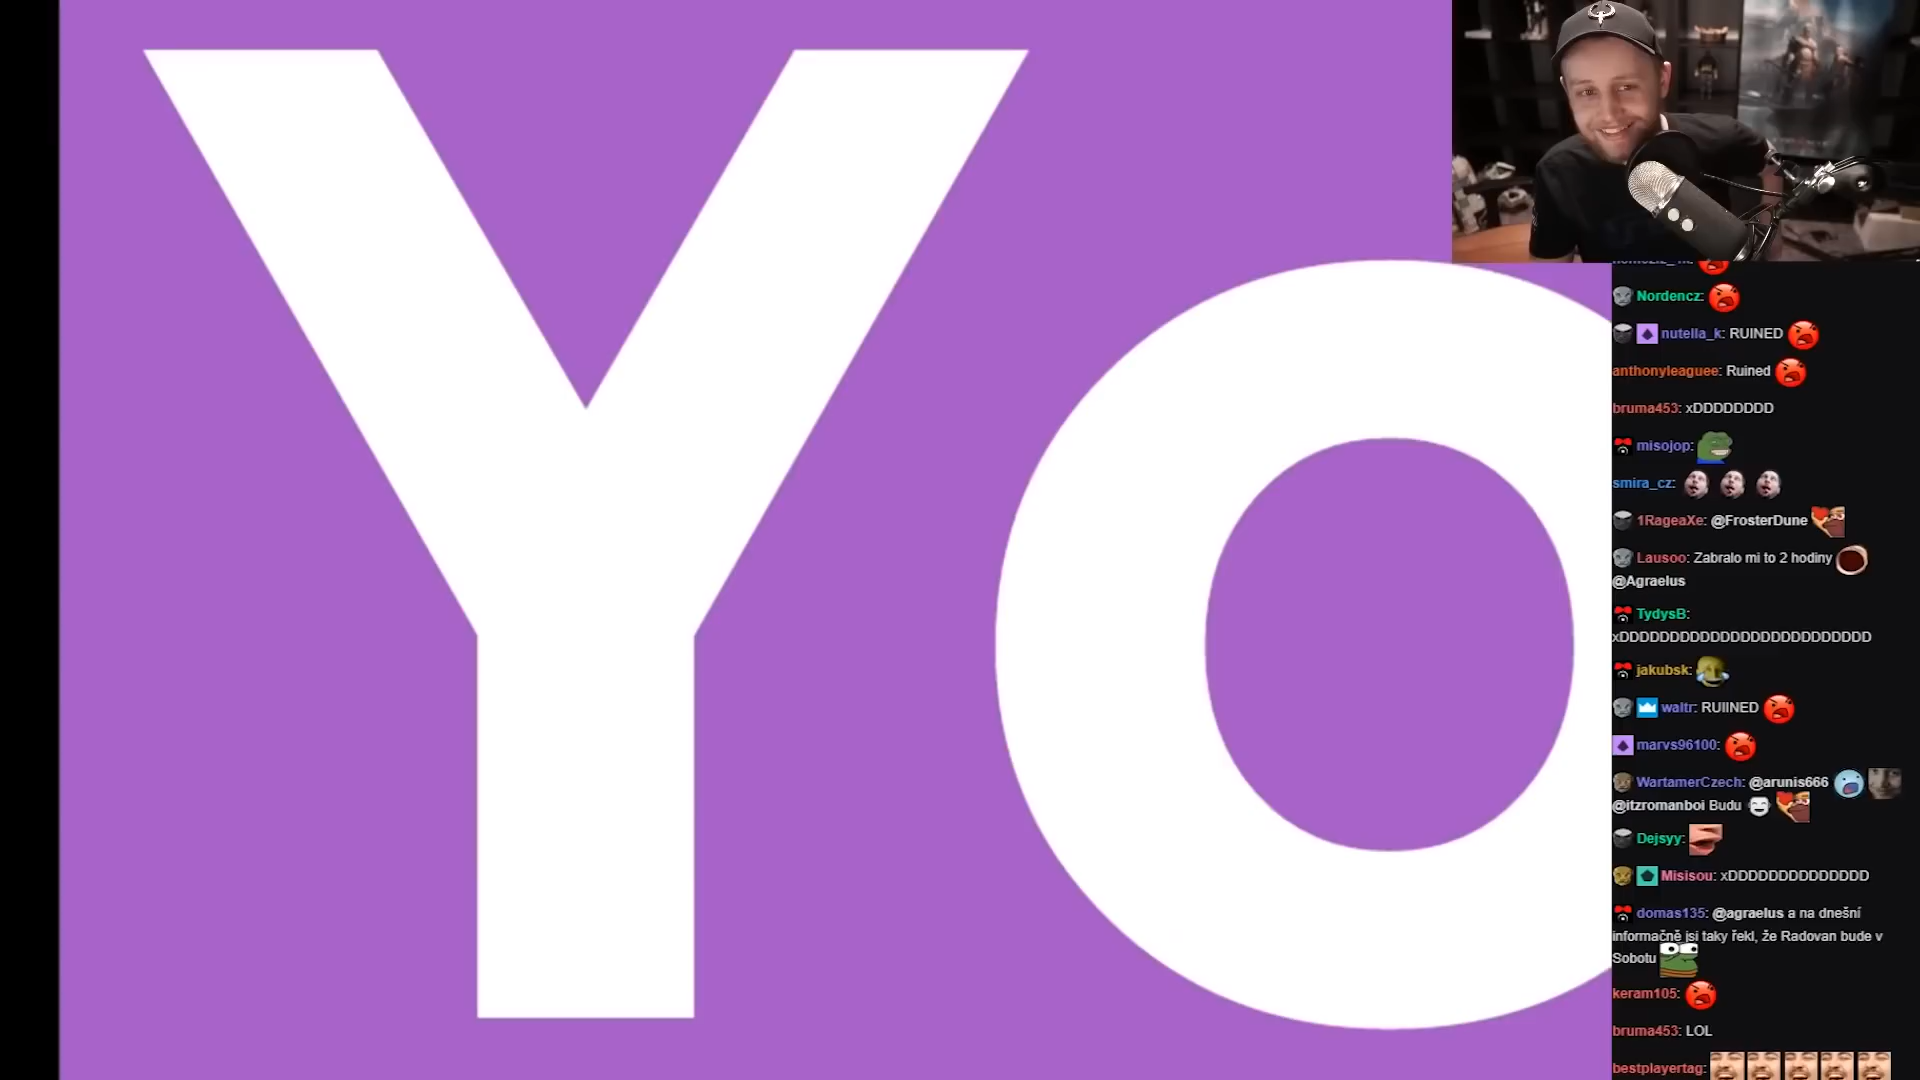 Yo
Nordencz:
nutella_k: RUINED
anthonyleaguee: Ruined
bruma453: xDDDDDDDD
misojop:
smira_cz:
1RageaXe: @FrosterDune
Lausoo: Zabralo mi to 2 hodiny
@Agraelus
TydysB:
xDDDDDDDDDDDDDDDDDDDDDDDDD
jakubsk:
waltr: RUIINED
marvs96100:
WartamerCzech: @arunis666
@itzromanboi Budu
Dejsyy:
Misisou: xDDDDDDDDDDDDDD
domas135: @agraelus a na dnešní
informačně jsi taky řekl, že Radovan bude v
Sobotu
keram105:
bruma453: LOL
bestplayertag: